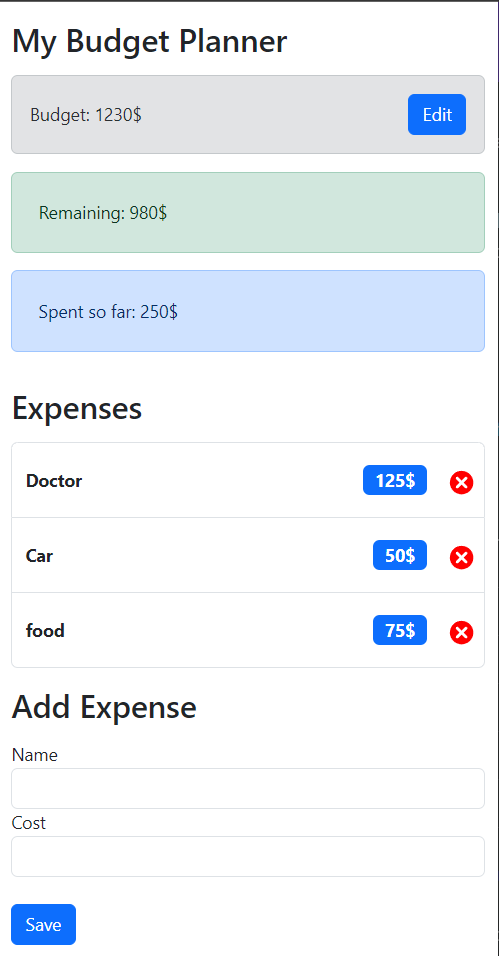 My Budget Planner
Budget: 1230$ Edit
Remaining: 980$
Spent so far: 250$
Expenses
Doctor 125$
Car 50$
food 75$
Add Expense
Name
Cost
Save